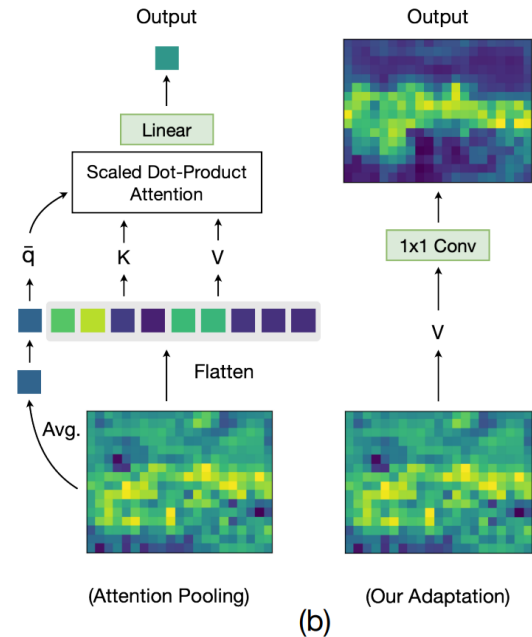 Output
Output
Linear
Scaled Dot-Product
Attention
1x1 Conv
q̄
K
V
V
Flatten
Avg.
(Attention Pooling)
(Our Adaptation)
(b)